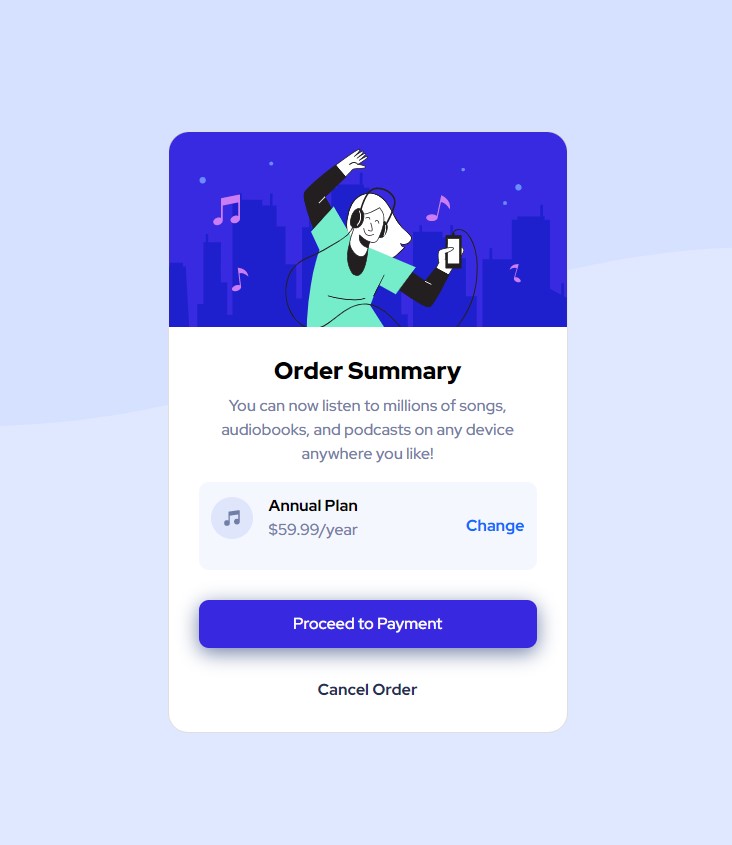 Order Summary
You can now listen to millions of songs,
audiobooks, and podcasts on any device
anywhere you like!
Annual Plan
$59.99/year
Change
Proceed to Payment
Cancel Order